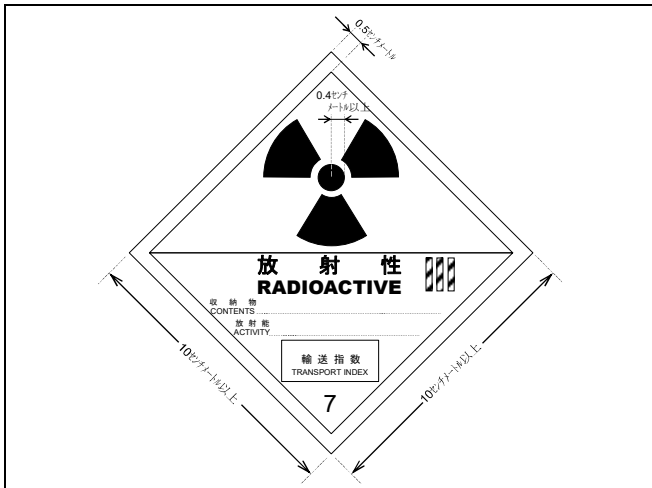 0.5センチメートル
0.4センチ
メートル以上
放射性
RADIOACTIVE
収納物
CONTENTS
放射能
ACTIVITY
輸送指数
TRANSPORT INDEX
7
10センチメートル以上
10センチメートル以上